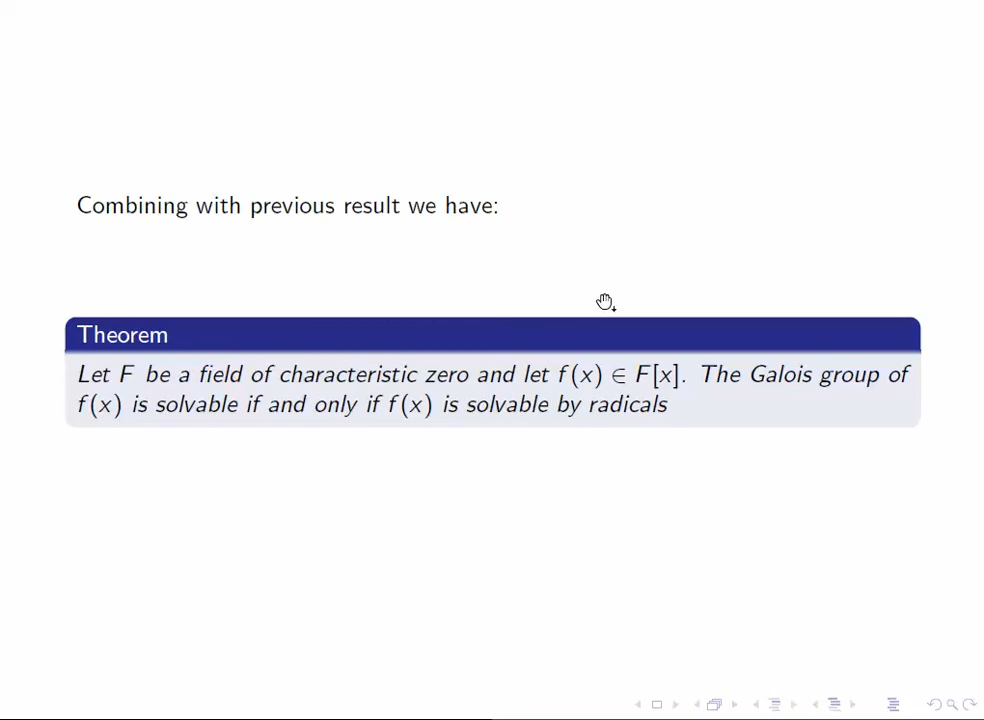 Combining with previous result we have:
Theorem
Let F be a field of characteristic zero and let f(x) ∈ F[x]. The Galois group of
f(x) is solvable if and only if f(x) is solvable by radicals